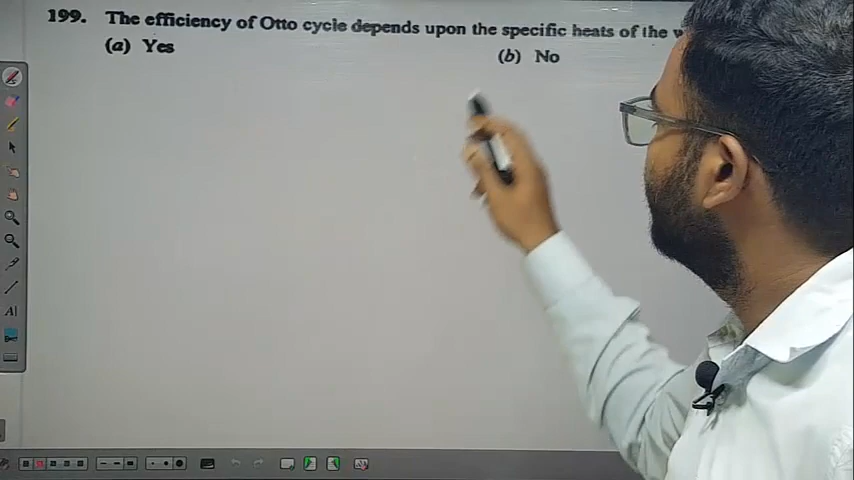 199. The efficiency of Otto cycle depends upon the specific heats of the
(a) Yes (b) No
A